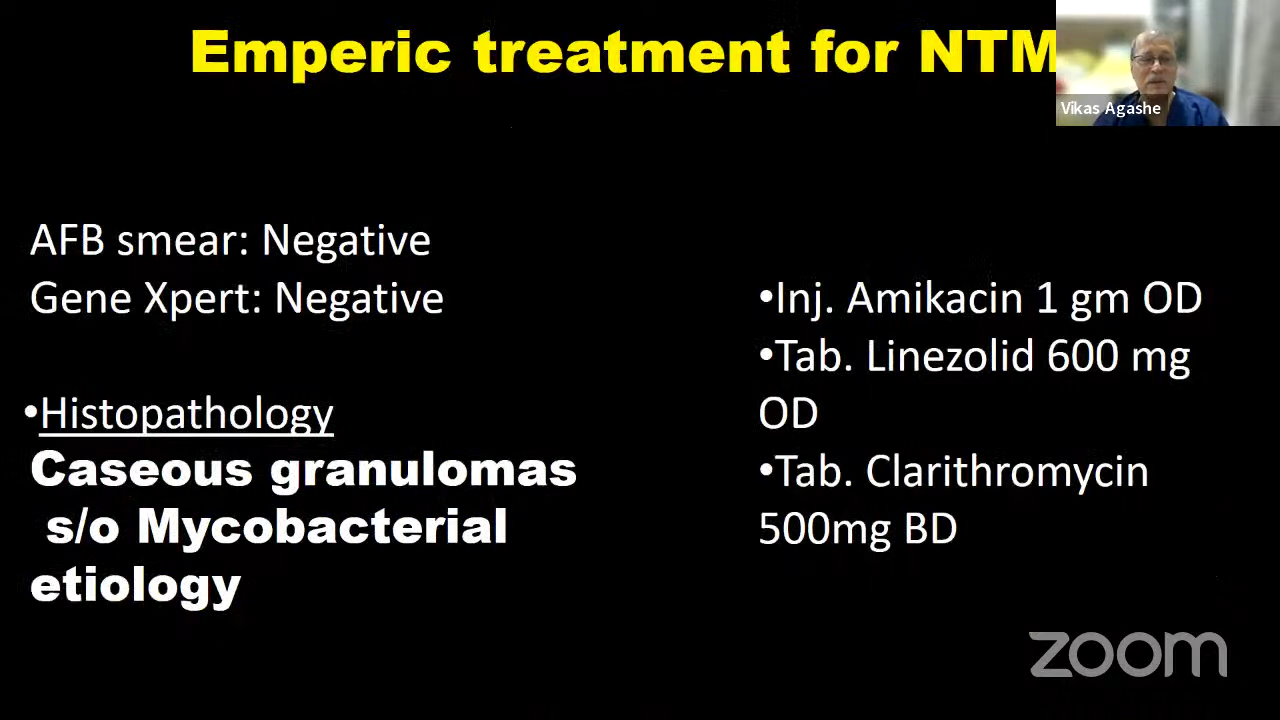 Emperic treatment for NTM
Vikas Agashe
AFB smear: Negative
Gene Xpert: Negative
•Histopathology
Caseous granulomas
s/o Mycobacterial
etiology
•Inj. Amikacin 1 gm OD
•Tab. Linezolid 600 mg
OD
•Tab. Clarithromycin
500mg BD
zoom